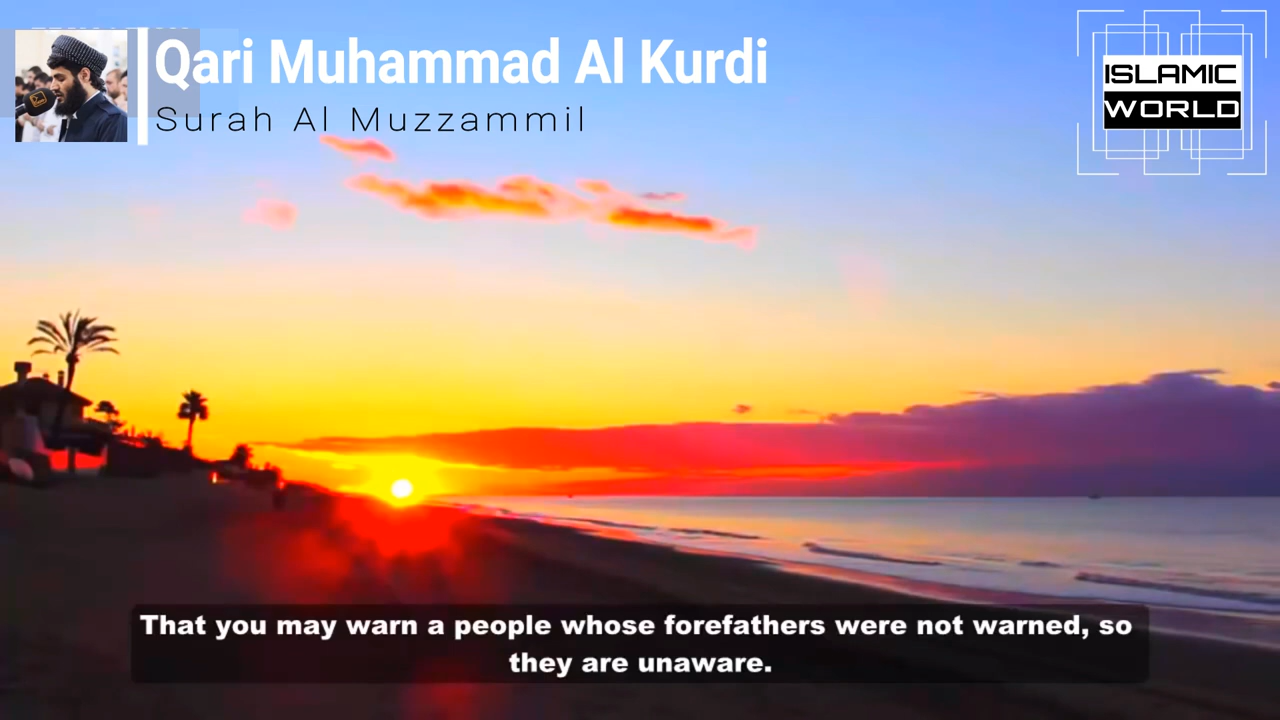 Qari Muhammad Al Kurdi
Surah Al Muzzammil
ISLAMIC
WORLD
That you may warn a people whose forefathers were not warned, so
they are unaware.